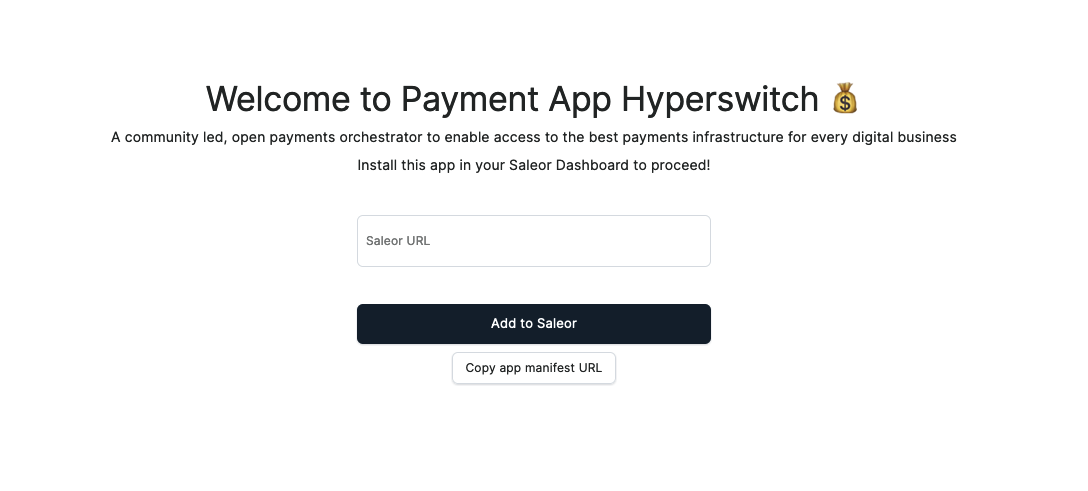 Welcome to Payment App Hyperswitch 💰
A community led, open payments orchestrator to enable access to the best payments infrastructure for every digital business
Install this app in your Saleor Dashboard to proceed!
Saleor URL
Add to Saleor
Copy app manifest URL